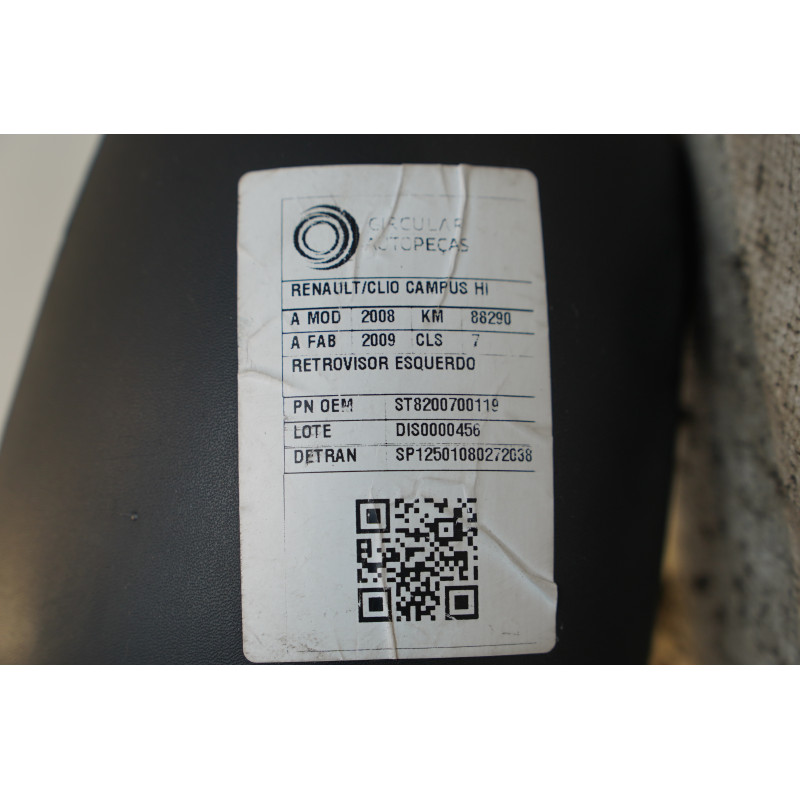 CIRCULAR
AUTOPEÇAS
RENAULT/CLIO CAMPUS HI
A MOD 2008 KM 88290
A FAB 2009 CLS 7
RETROVISOR ESQUERDO
PN OEM ST8200700119
LOTE DIS0000456
DETRAN SP12501080272038